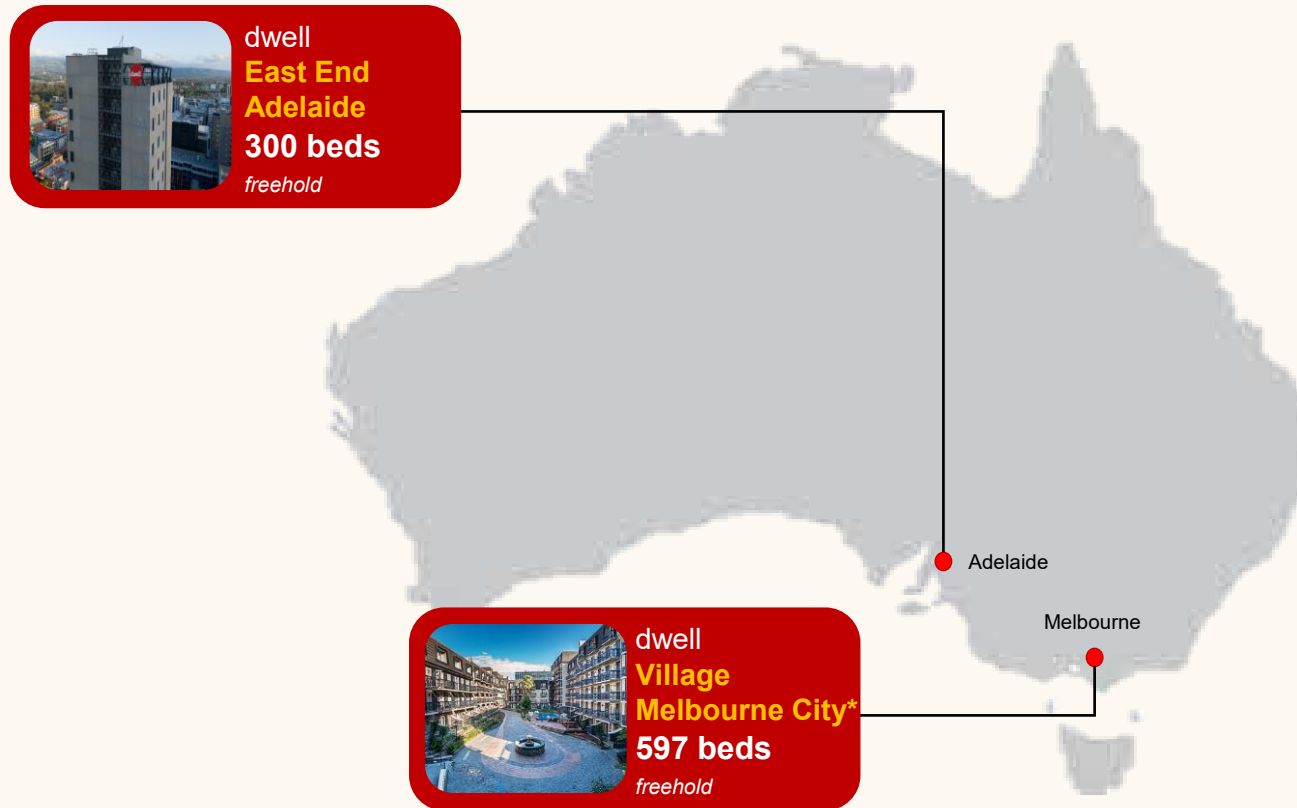 dwell
East End
Adelaide
300 beds
freehold
Adelaide
Melbourne
dwell
Village
Melbourne City*
597 beds
freehold